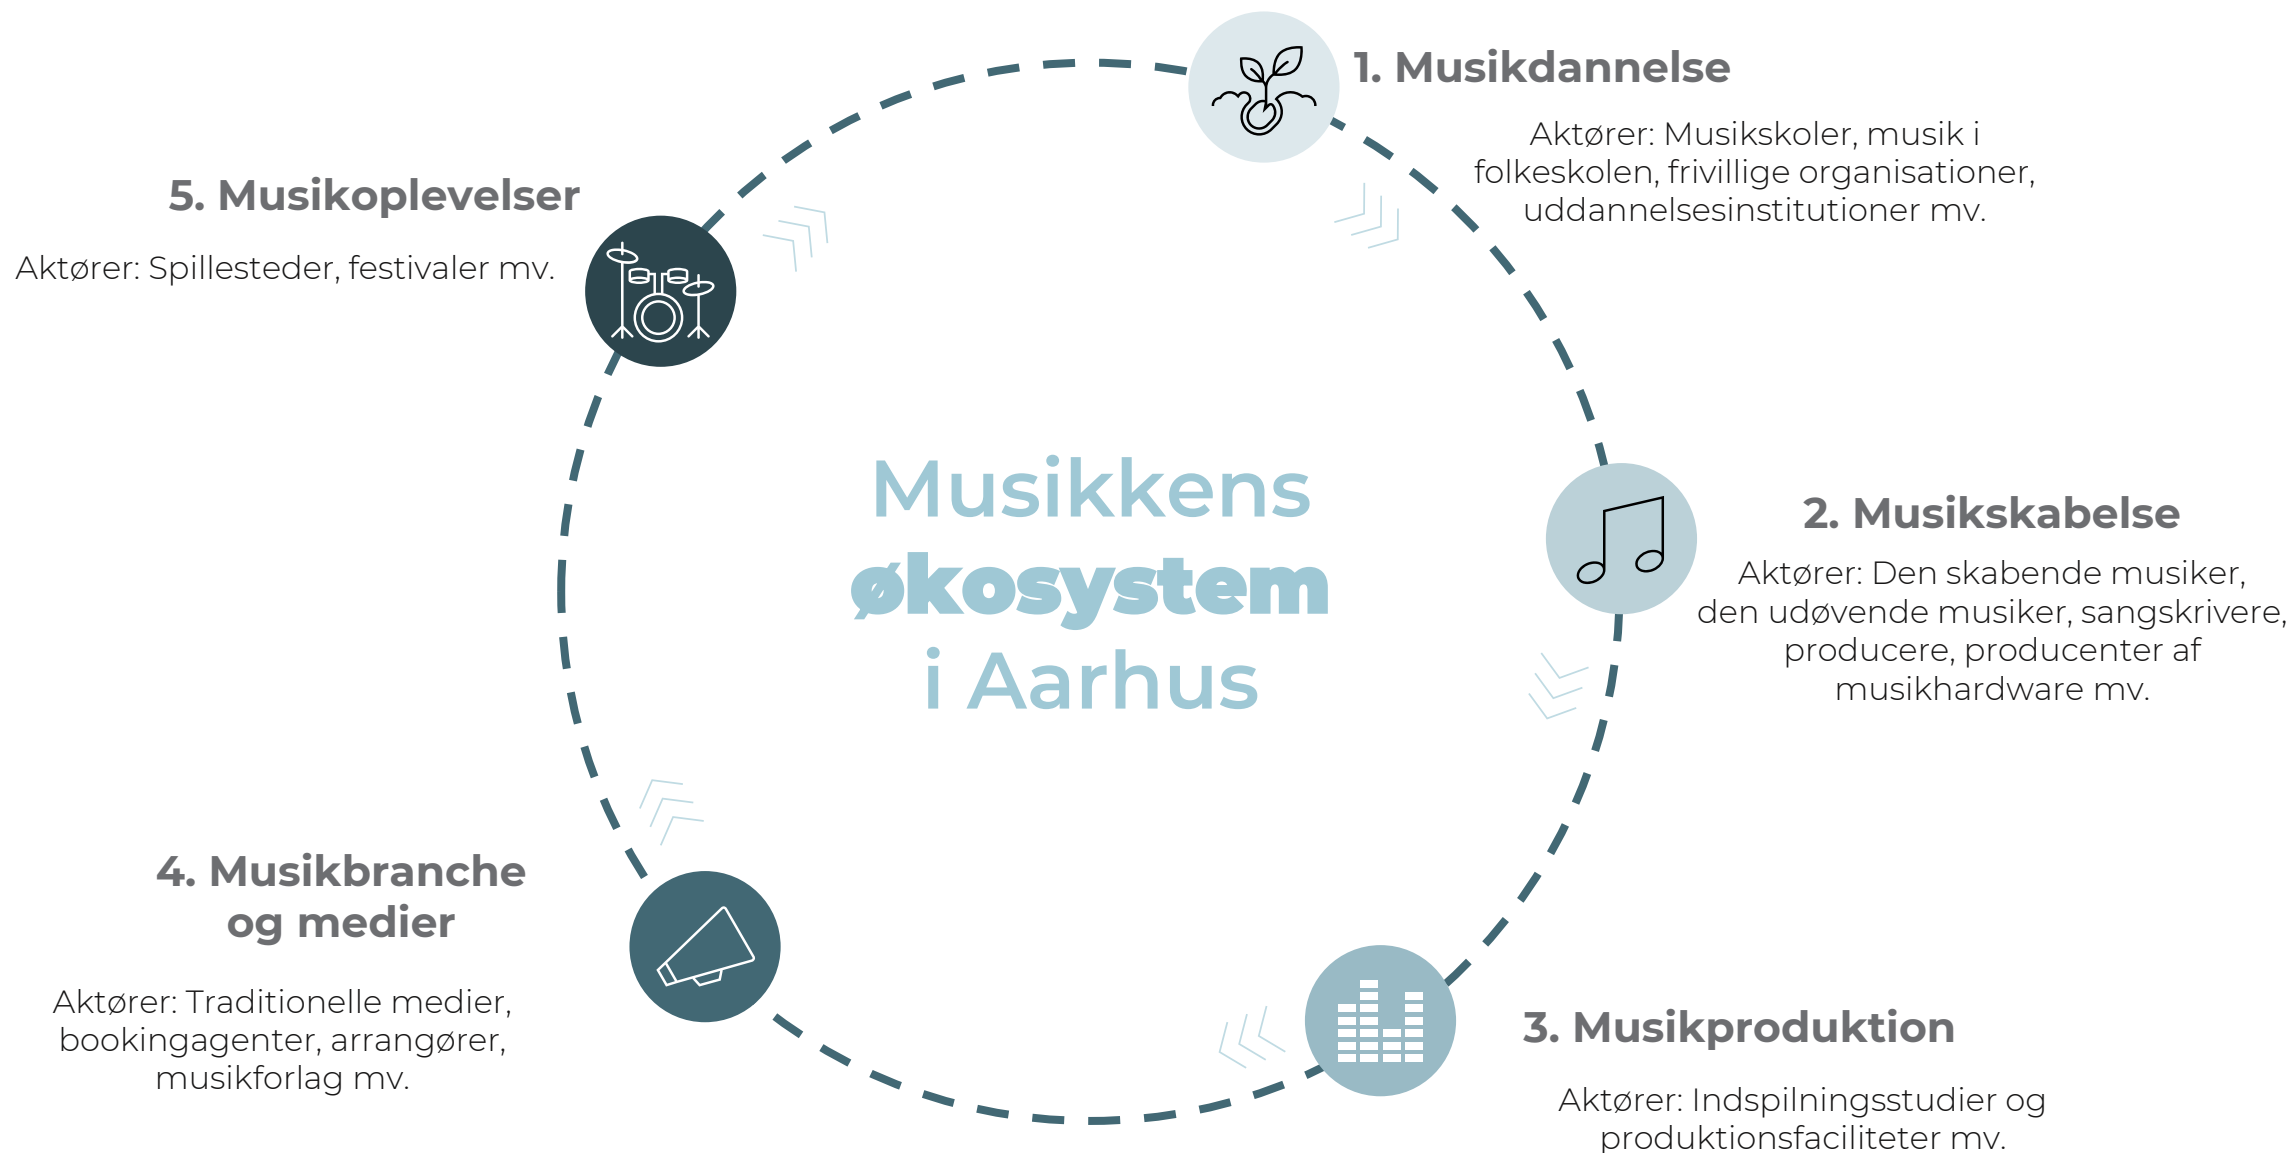 1. Musikdannelse
Aktører: Musikskoler, musik i
folkeskolen, frivillige organisationer,
uddannelsesinstitutioner mv.
2. Musikskabelse
Aktører: Den skabende musiker,
den udøvende musiker, sangskrivere,
producere, producenter af
musikhardware mv.
3. Musikproduktion
Aktører: Indspilningsstudier og
produktionsfaciliteter mv.
4. Musikbranche
og medier
Aktører: Traditionelle medier,
bookingagenter, arrangører,
musikforlag mv.
5. Musikoplevelser
Aktører: Spillesteder, festivaler mv.
Musikkens
økosystem
i Aarhus